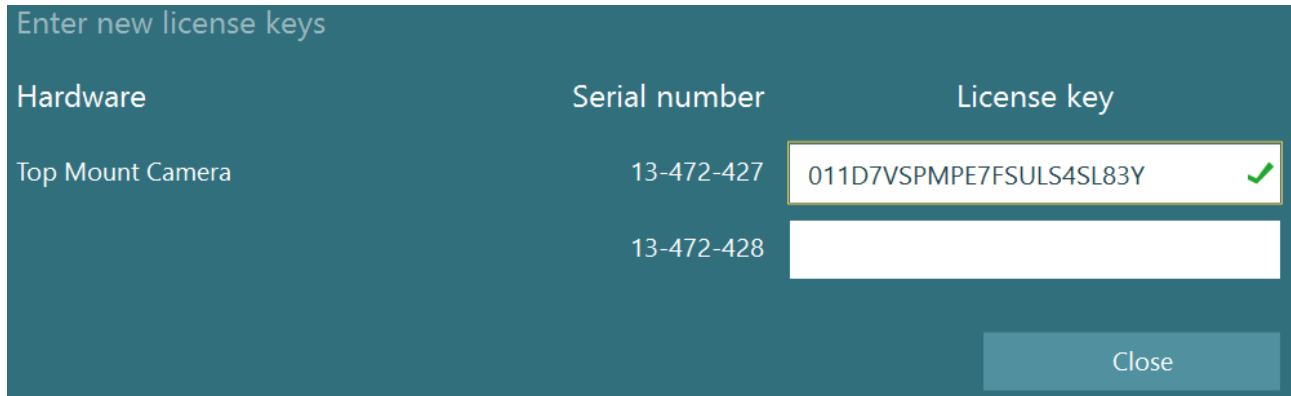 Enter new license keys
Hardware Serial number License key
Top Mount Camera 13-472-427 011D7VSPMPE7FSULS4SL83Y
13-472-428
Close